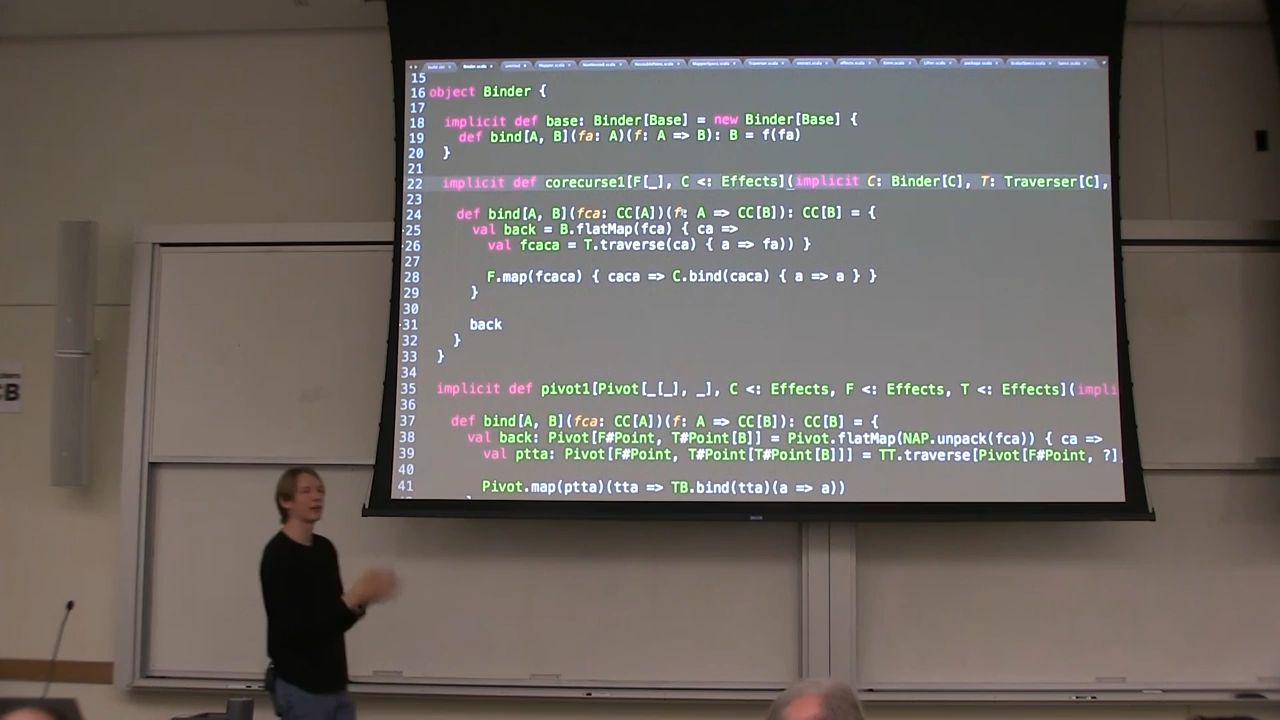 15
16 object Binder {
17
18 implicit def base: Binder[Base] = new Binder[Base] {
19 def bind[A, B](fa: A)(f: A => B): B = f(fa)
20 }
21
22 implicit def corecurse1[F[_], C <: Effects](implicit C: Binder[C], T: Traverser[C],
23
24 def bind[A, B](fca: CC[A])(f: A => CC[B]): CC[B] = {
25 val back = B.flatMap(fca) { ca =>
26 val fcaca = T.traverse(ca) { a => fa)) }
27
28 F.map(fcaca) { caca => C.bind(caca) { a => a } }
29 }
30
31 back
32 }
33 }
34
35 implicit def pivot1[Pivot[_[_], _], C <: Effects, F <: Effects, T <: Effects](impli
36
37 def bind[A, B](fca: CC[A])(f: A => CC[B]): CC[B] = {
38 val back: Pivot[F#Point, T#Point[B]] = Pivot.flatMap(NAP.unpack(fca)) { ca =>
39 val ptta: Pivot[F#Point, T#Point[T#Point[B]]] = TT.traverse[Pivot[F#Point, ?]
40
41 Pivot.map(ptta)(tta => TB.bind(tta)(a => a))
CB